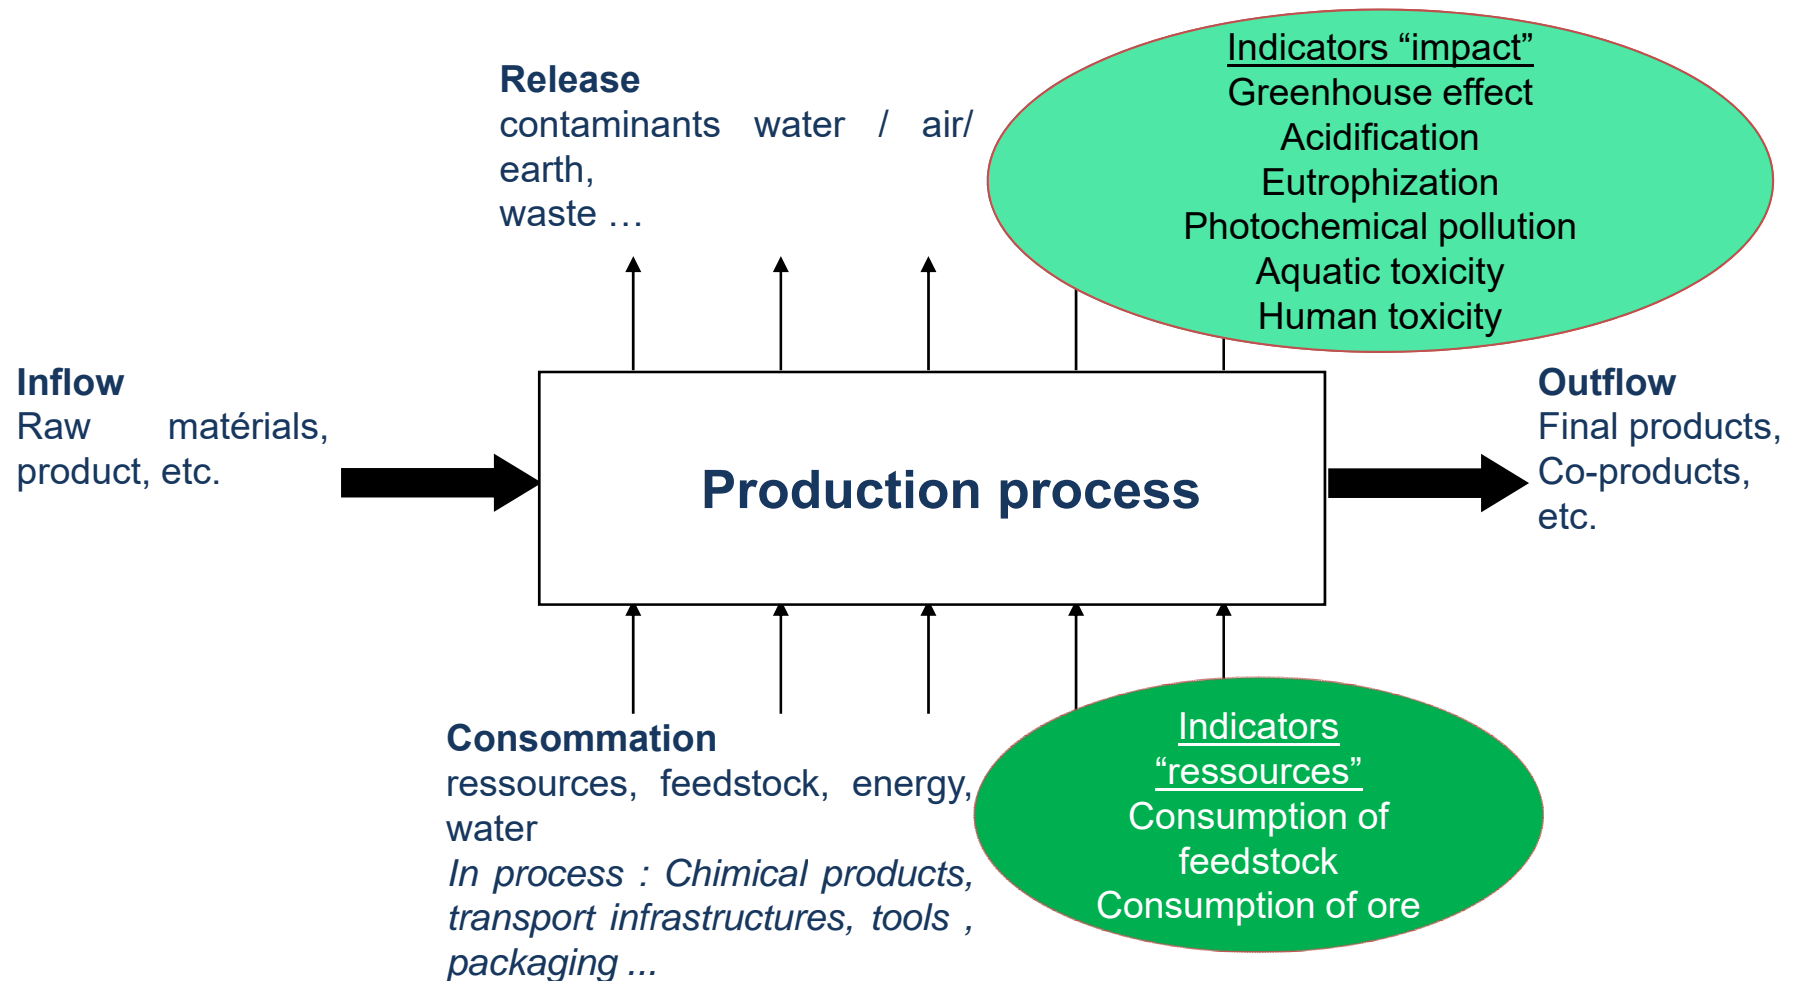 Release
contaminants water / air/
earth,
waste …
Indicators “impact”
Greenhouse effect
Acidification
Eutrophization
Photochemical pollution
Aquatic toxicity
Human toxicity
Inflow
Raw matérials,
product, etc.
Production process
Outflow
Final products,
Co-products,
etc.
Consommation
ressources, feedstock, energy,
water
In process : Chimical products,
transport infrastructures, tools ,
packaging ...
Indicators
“ressources”
Consumption of
feedstock
Consumption of ore